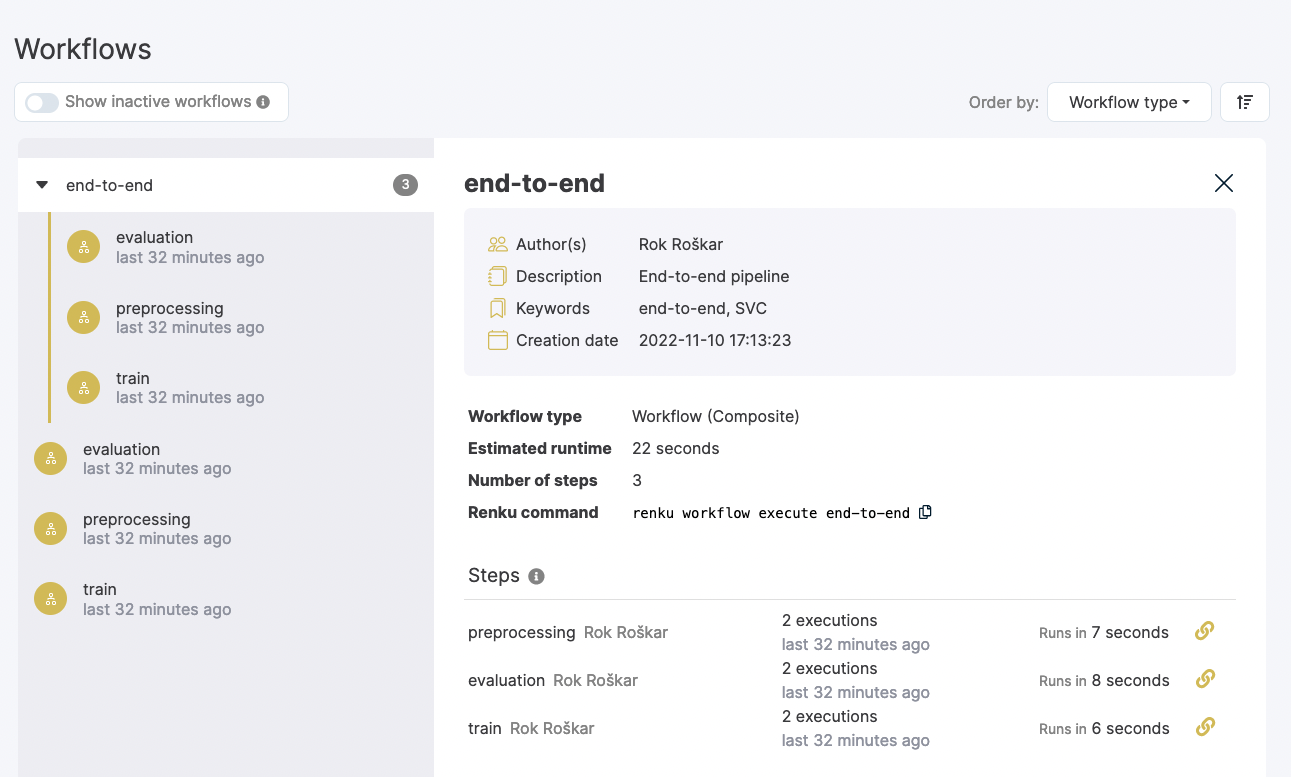 Workflows
Show inactive workflows
Order by: Workflow type
end-to-end 3
evaluation
last 32 minutes ago
preprocessing
last 32 minutes ago
train
last 32 minutes ago
evaluation
last 32 minutes ago
preprocessing
last 32 minutes ago
train
last 32 minutes ago
end-to-end
Author(s) Rok Roškar
Description End-to-end pipeline
Keywords end-to-end, SVC
Creation date 2022-11-10 17:13:23
Workflow type Workflow (Composite)
Estimated runtime 22 seconds
Number of steps 3
Renku command renku workflow execute end-to-end
Steps
preprocessing Rok Roškar 2 executions Runs in 7 seconds
last 32 minutes ago
evaluation Rok Roškar 2 executions Runs in 8 seconds
last 32 minutes ago
train Rok Roškar 2 executions Runs in 6 seconds
last 32 minutes ago